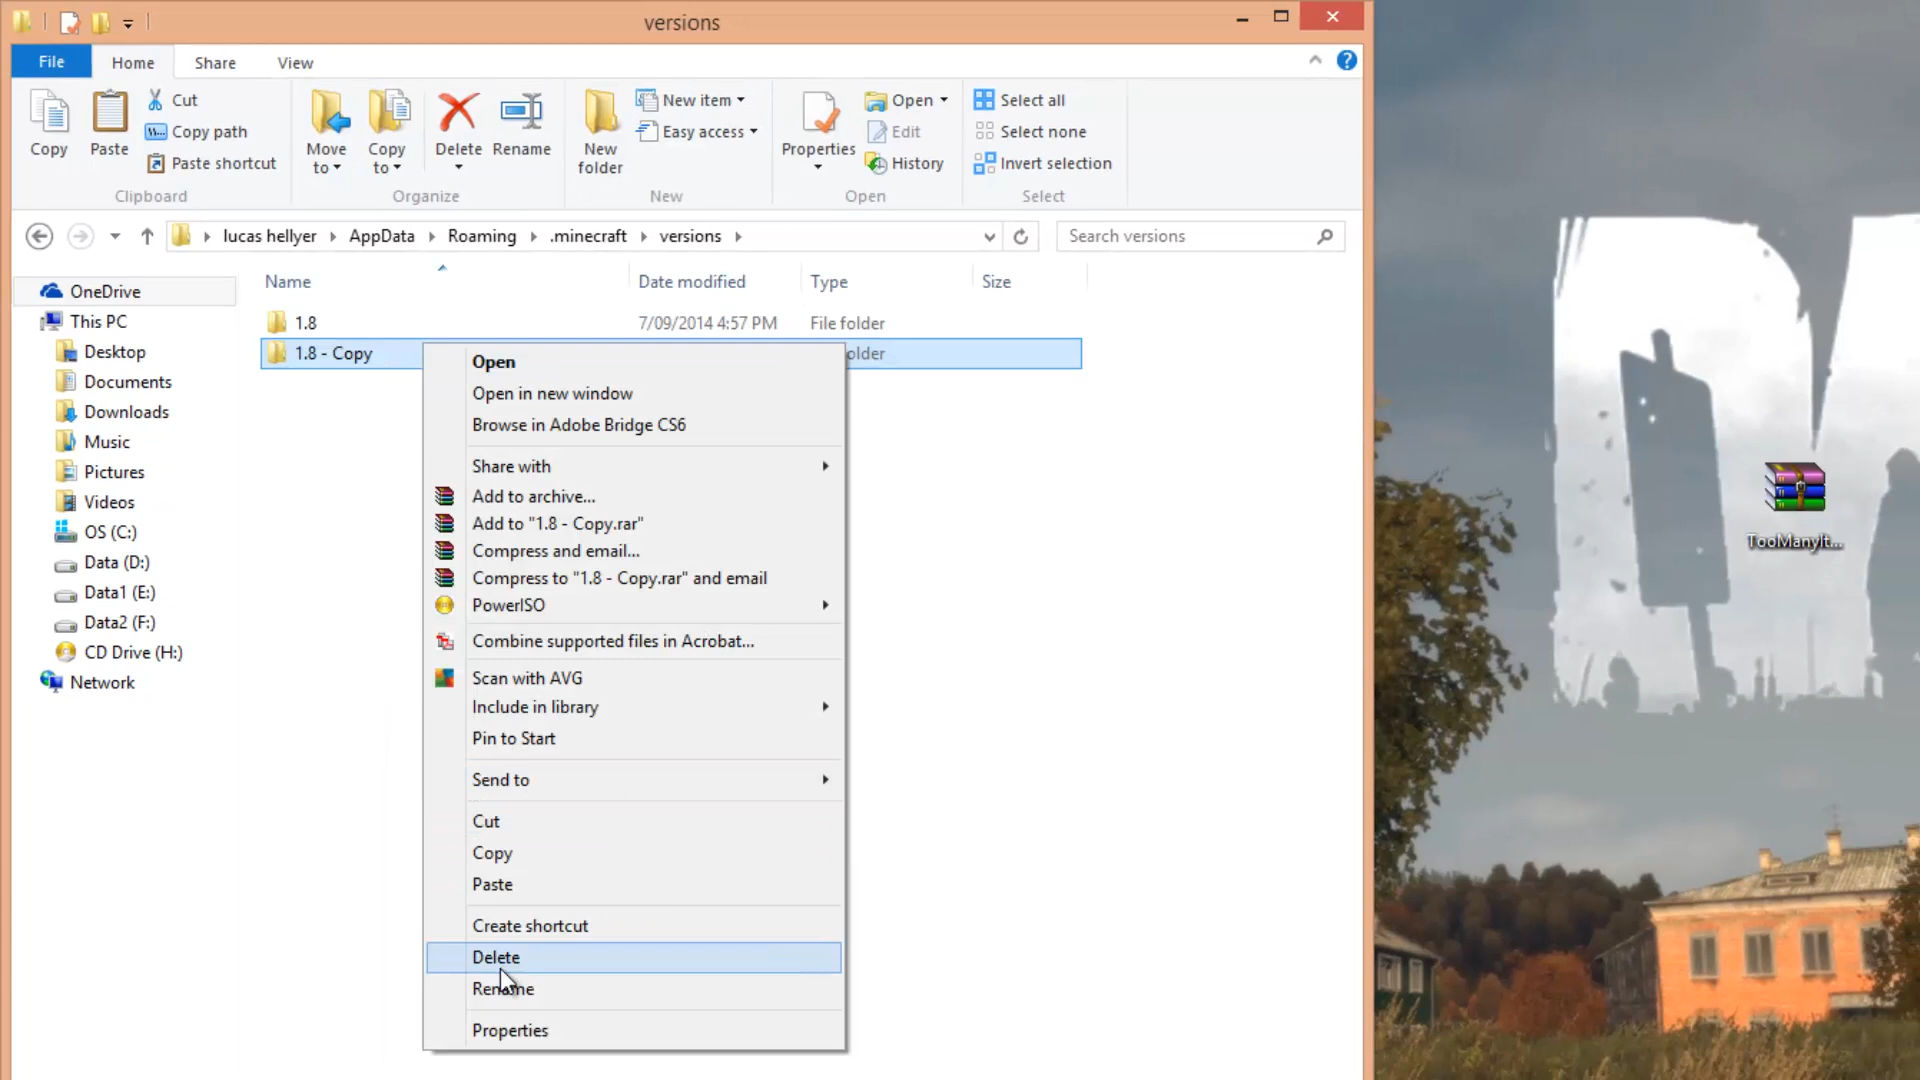 versions
File Home Share View
Copy
Paste
Cut
Copy path
Paste shortcut
Clipboard
Move to
Copy to
Delete
Rename
Organize
New folder
New item
Easy access
New
Properties
Open
Edit
History
Open
Select all
Select none
Invert selection
Select
lucas hellyer AppData Roaming .minecraft versions
Search versions
Name Date modified Type Size
OneDrive
This PC
Desktop
Documents
Downloads
Music
Pictures
Videos
OS (C:)
Data (D:)
Data1 (E:)
Data2 (F:)
CD Drive (H:)
Network
1.8 7/09/2014 4:57 PM File folder
1.8 - Copy older
Open
Open in new window
Browse in Adobe Bridge CS6
Share with
Add to archive...
Add to "1.8 - Copy.rar"
Compress and email...
Compress to "1.8 - Copy.rar" and email
PowerISO
Combine supported files in Acrobat...
Scan with AVG
Include in library
Pin to Start
Send to
Cut
Copy
Paste
Create shortcut
Delete
Rename
Properties
TooManyIt...